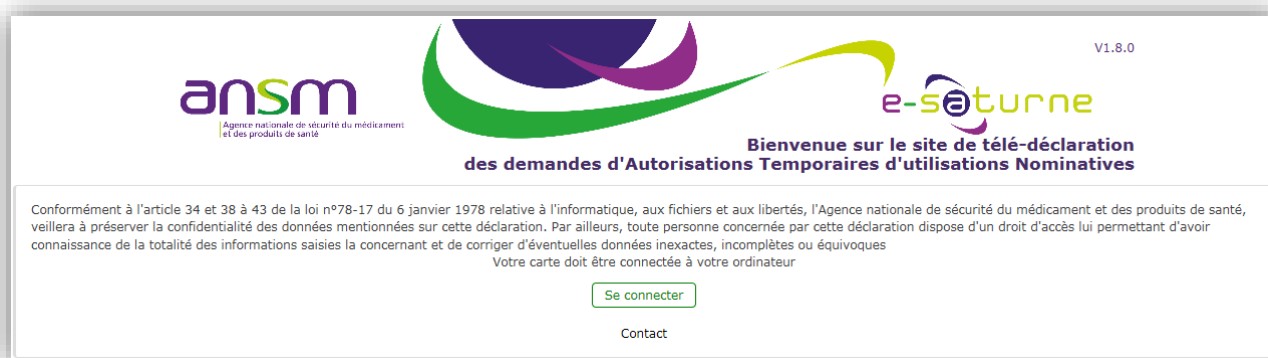 V1.8.0
ansm
Agence nationale de sécurité du médicament
et des produits de santé
e-saturne
Bienvenue sur le site de télé-déclaration
des demandes d'Autorisations Temporaires d'utilisations Nominatives
Conformément à l'article 34 et 38 à 43 de la loi n°78-17 du 6 janvier 1978 relative à l'informatique, aux fichiers et aux libertés, l'Agence nationale de sécurité du médicament et des produits de santé,
veillera à préserver la confidentialité des données mentionnées sur cette déclaration. Par ailleurs, toute personne concernée par cette déclaration dispose d'un droit d'accès lui permettant d'avoir
connaissance de la totalité des informations saisies la concernant et de corriger d'éventuelles données inexactes, incomplètes ou équivoques
Votre carte doit être connectée à votre ordinateur
Se connecter
Contact